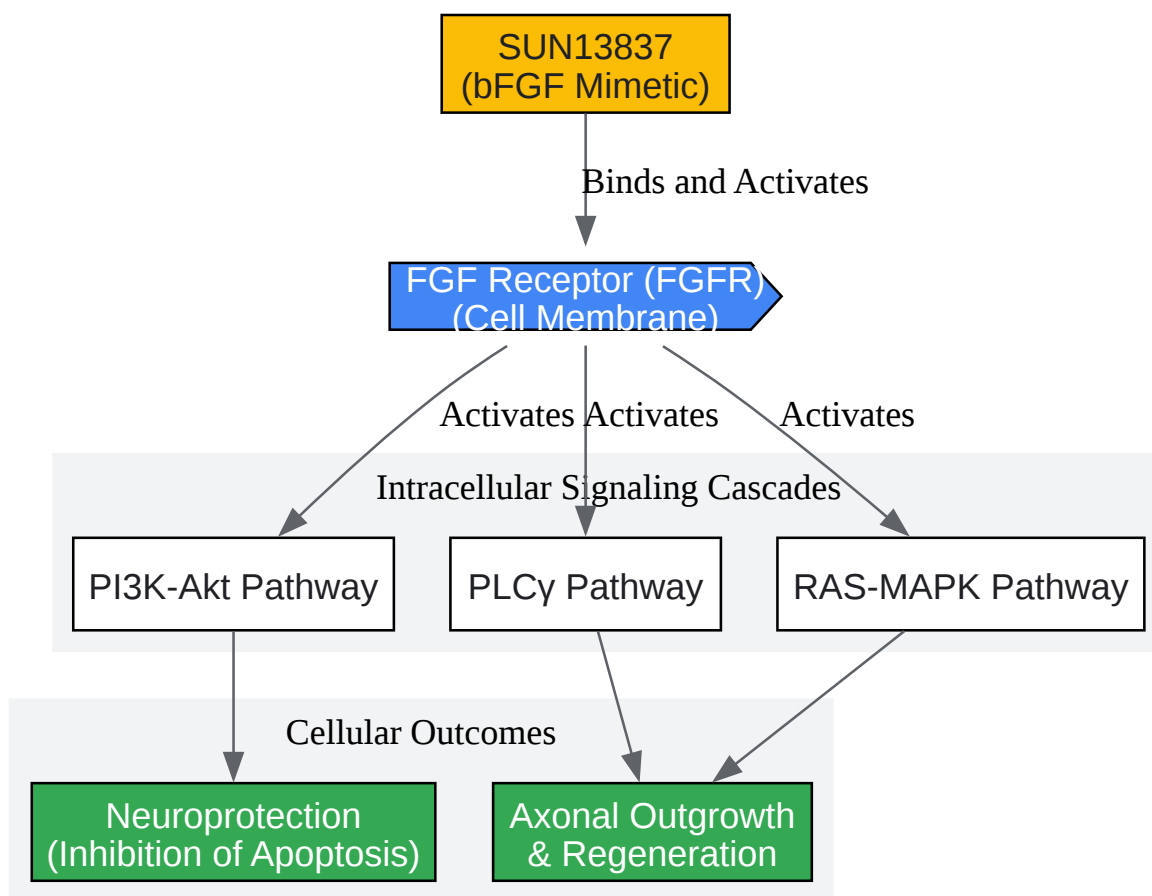 SUN13837
(bFGF Mimetic)
Binds and Activates
FGF Receptor (FGFR)
(Cell Membrane)
Activates
Activates
Activates
Intracellular Signaling Cascades
PI3K-Akt Pathway
PLCγ Pathway
RAS-MAPK Pathway
Cellular Outcomes
Neuroprotection
(Inhibition of Apoptosis)
Axonal Outgrowth
& Regeneration